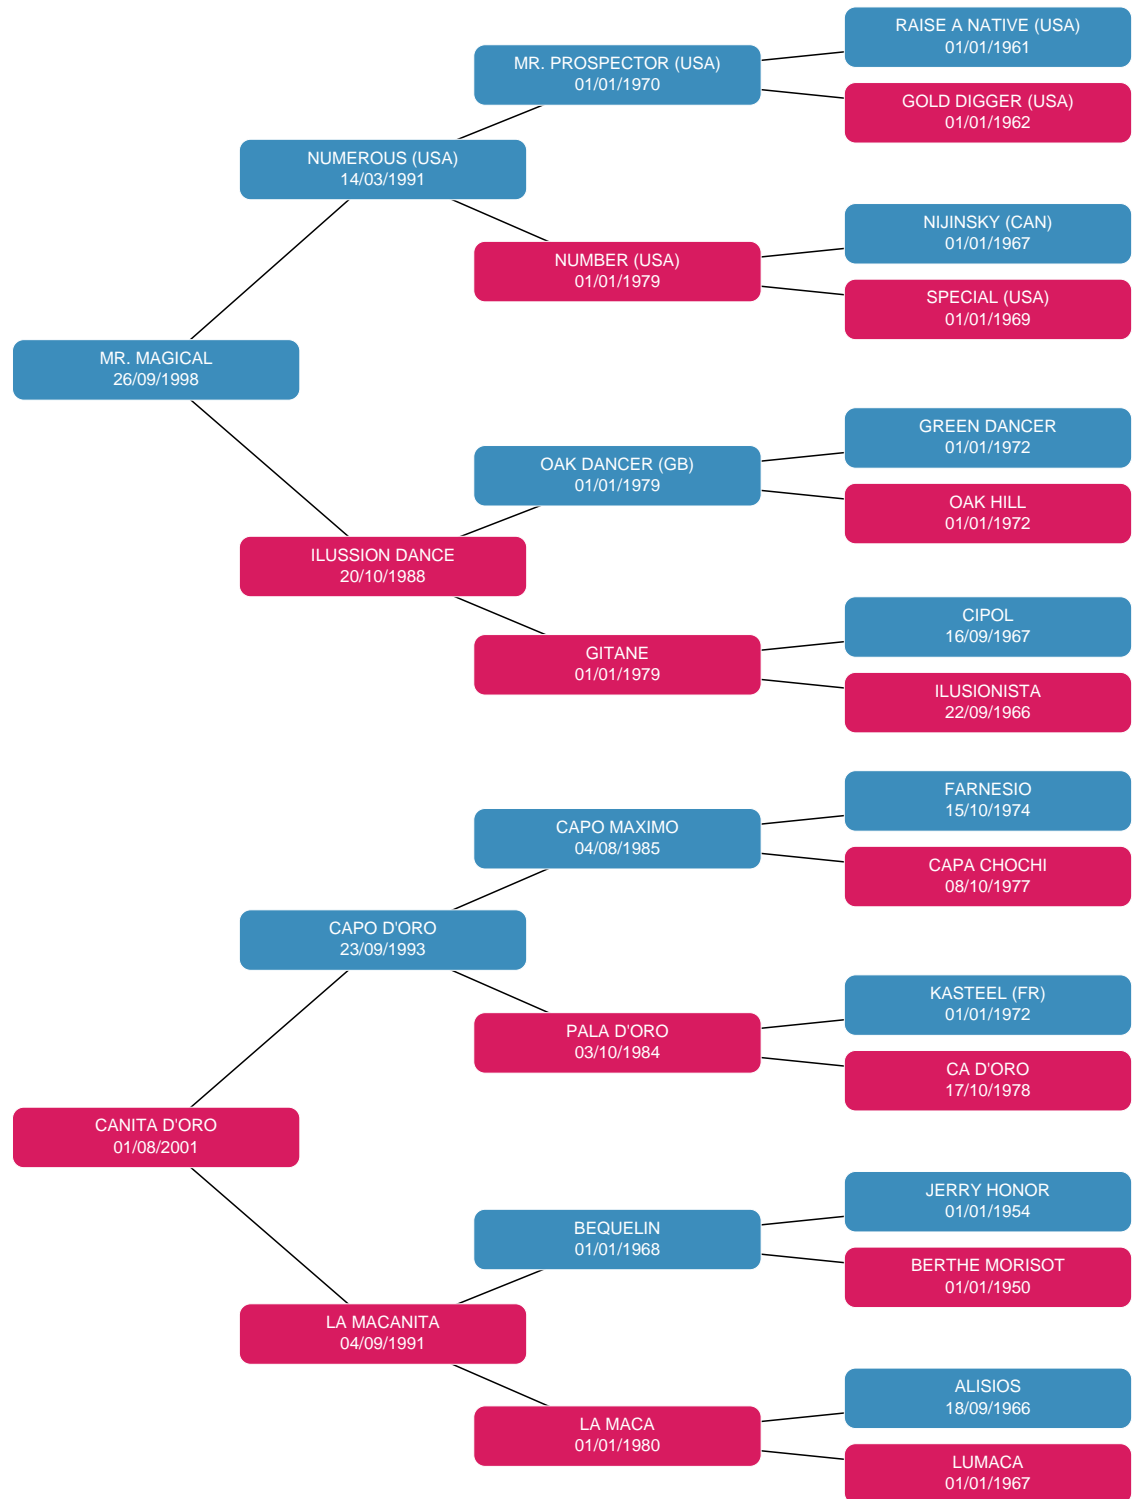 RAISE A NATIVE (USA)
01/01/1961
MR. PROSPECTOR (USA)
01/01/1970
GOLD DIGGER (USA)
01/01/1962
NUMEROUS (USA)
14/03/1991
NIJINSKY (CAN)
01/01/1967
NUMBER (USA)
01/01/1979
SPECIAL (USA)
01/01/1969
MR. MAGICAL
26/09/1998
GREEN DANCER
01/01/1972
OAK DANCER (GB)
01/01/1979
OAK HILL
01/01/1972
ILUSSION DANCE
20/10/1988
CIPOL
16/09/1967
GITANE
01/01/1979
ILUSIONISTA
22/09/1966
FARNESIO
15/10/1974
CAPO MAXIMO
04/08/1985
CAPA CHOCHI
08/10/1977
CAPO D'ORO
23/09/1993
KASTEEL (FR)
01/01/1972
PALA D'ORO
03/10/1984
CA D'ORO
17/10/1978
CANITA D'ORO
01/08/2001
JERRY HONOR
01/01/1954
BEQUELIN
01/01/1968
BERTHE MORISOT
01/01/1950
LA MACANITA
04/09/1991
ALISIOS
18/09/1966
LA MACA
01/01/1980
LUMACA
01/01/1967